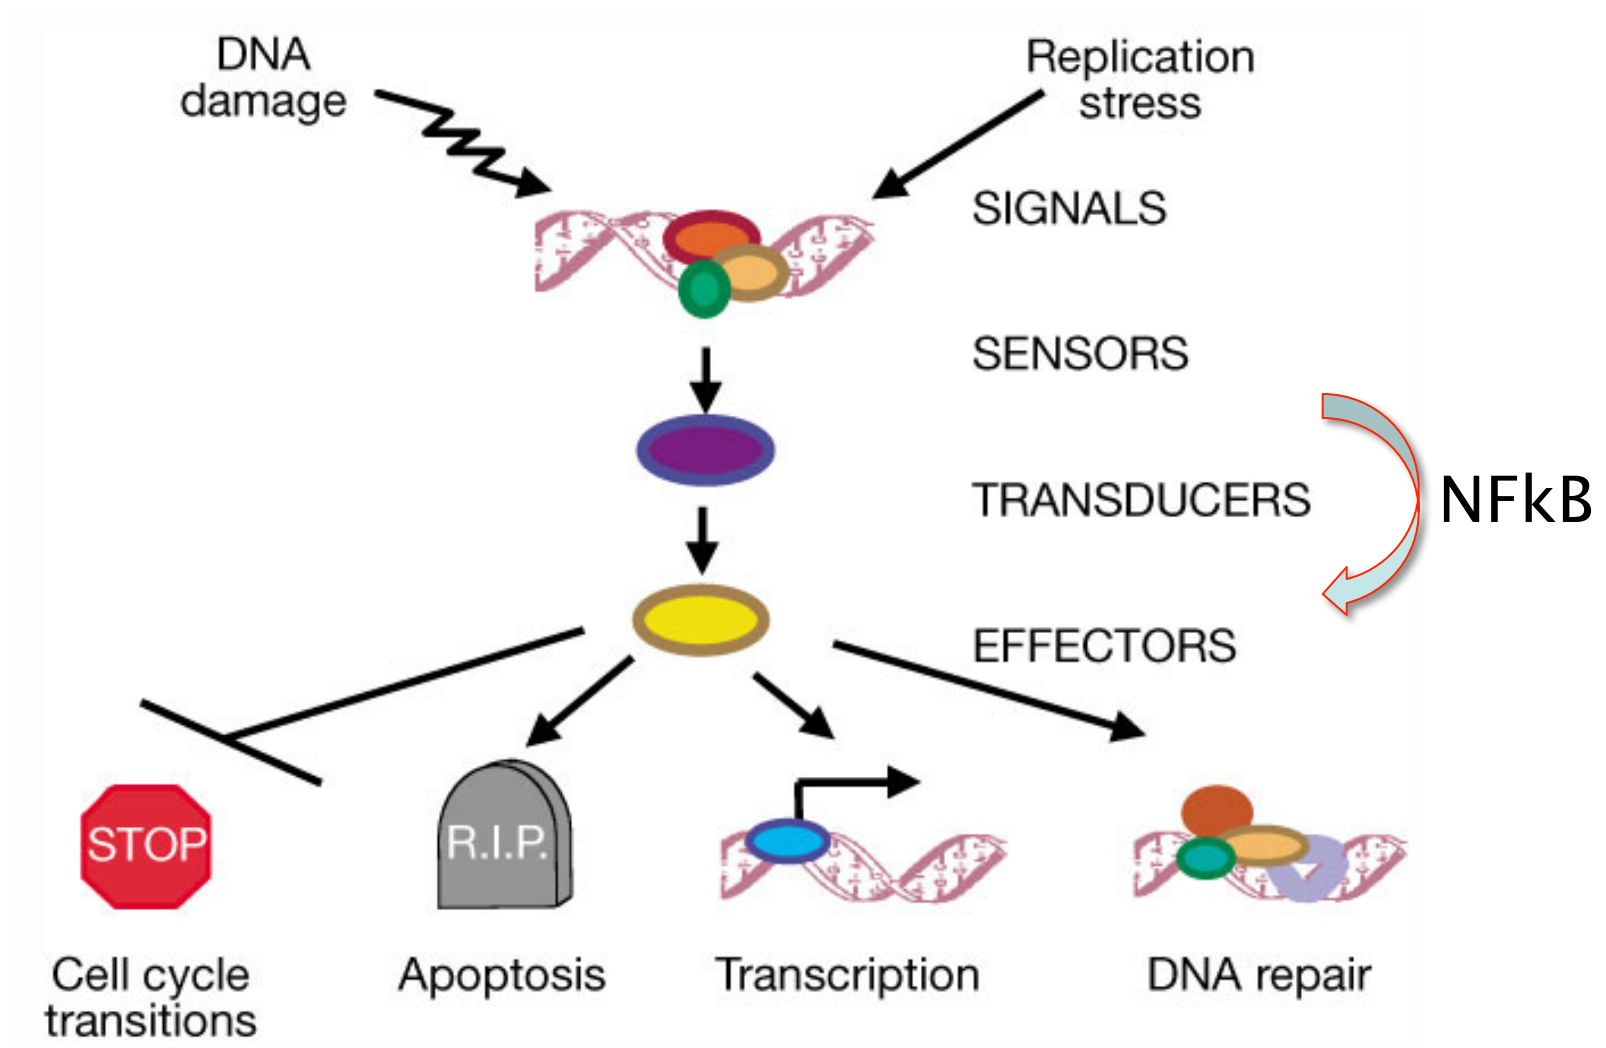 DNA
damage
Replication
stress
SIGNALS
SENSORS
TRANSDUCERS
NFkB
EFFECTORS
STOP
R.I.P.
Cell cycle
transitions
Apoptosis
Transcription
DNA repair